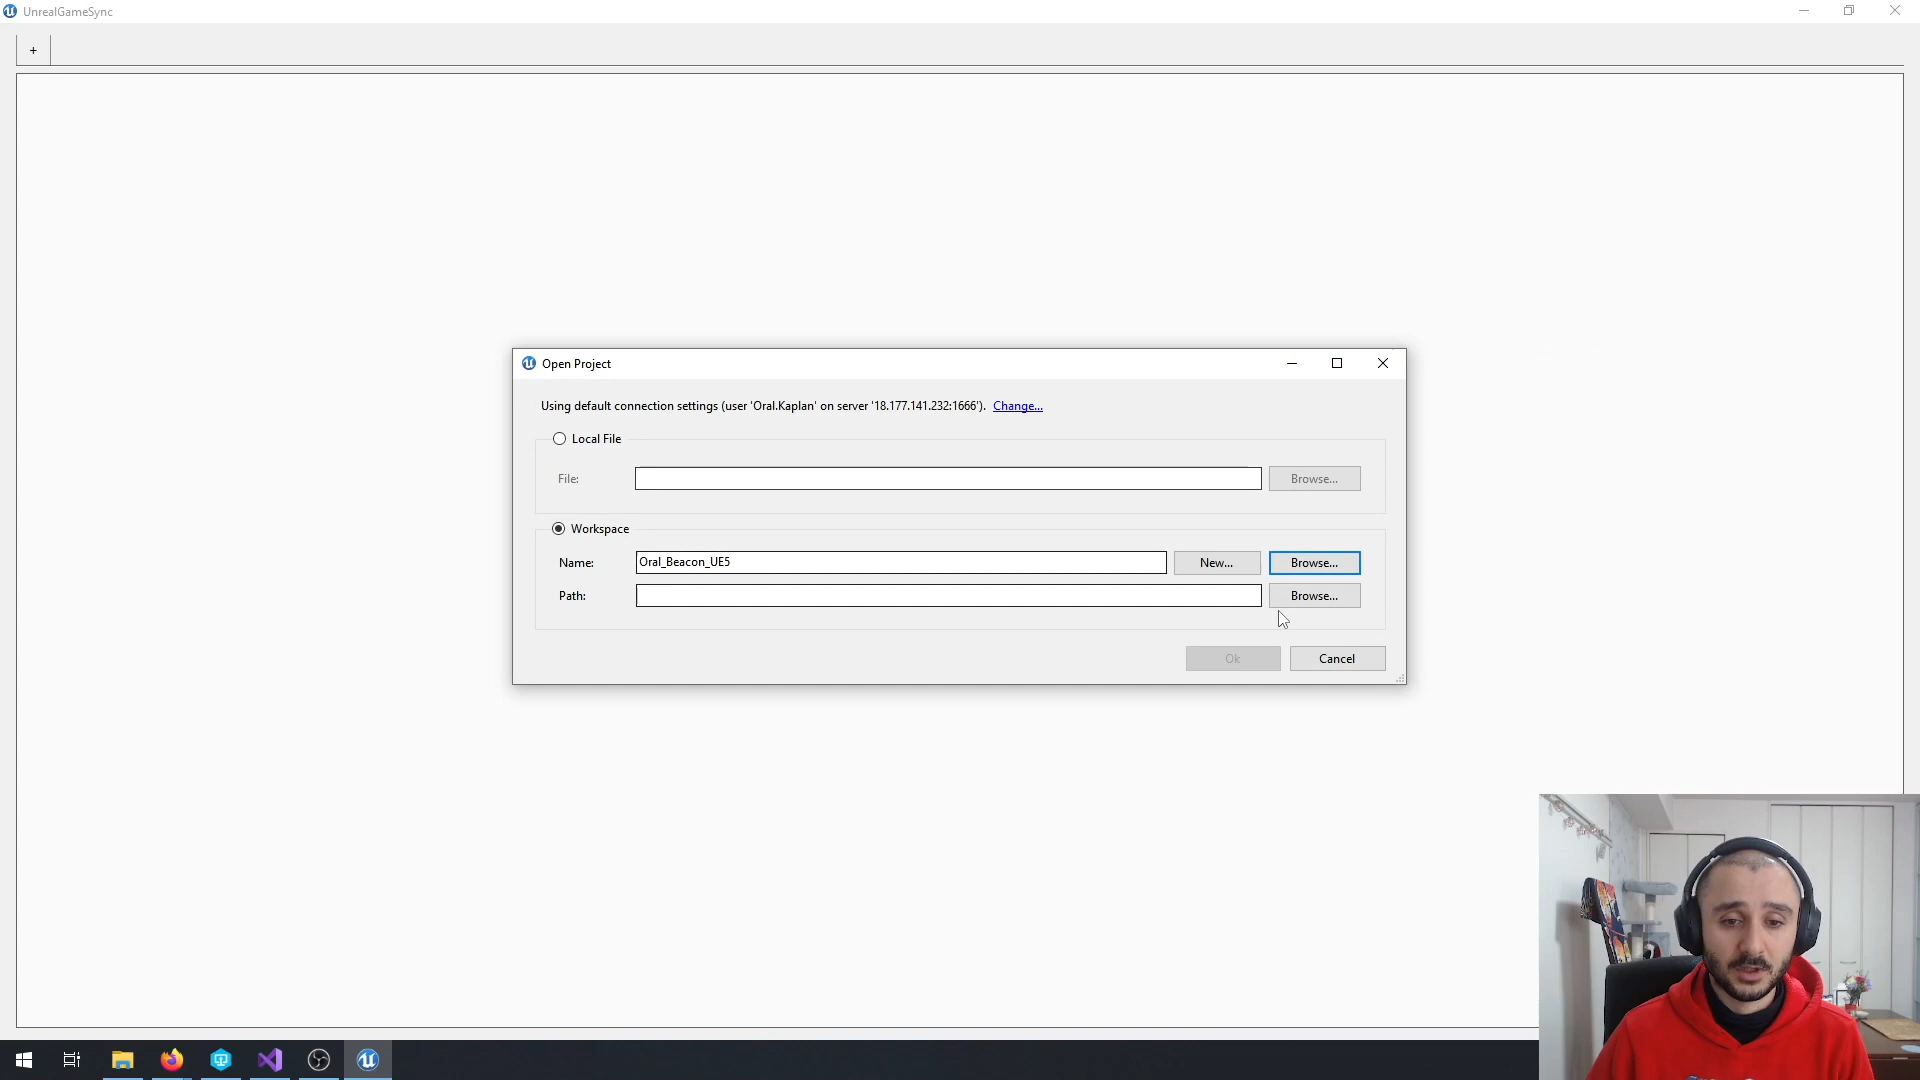 UnrealGameSync
+
Open Project
Using default connection settings (user 'Oral.Kaplan' on server '18.177.141.232:1666'). Change...
Local File
File: Browse...
Workspace
Name: Oral_Beacon_UE5 New... Browse...
Path: Browse...
Ok Cancel